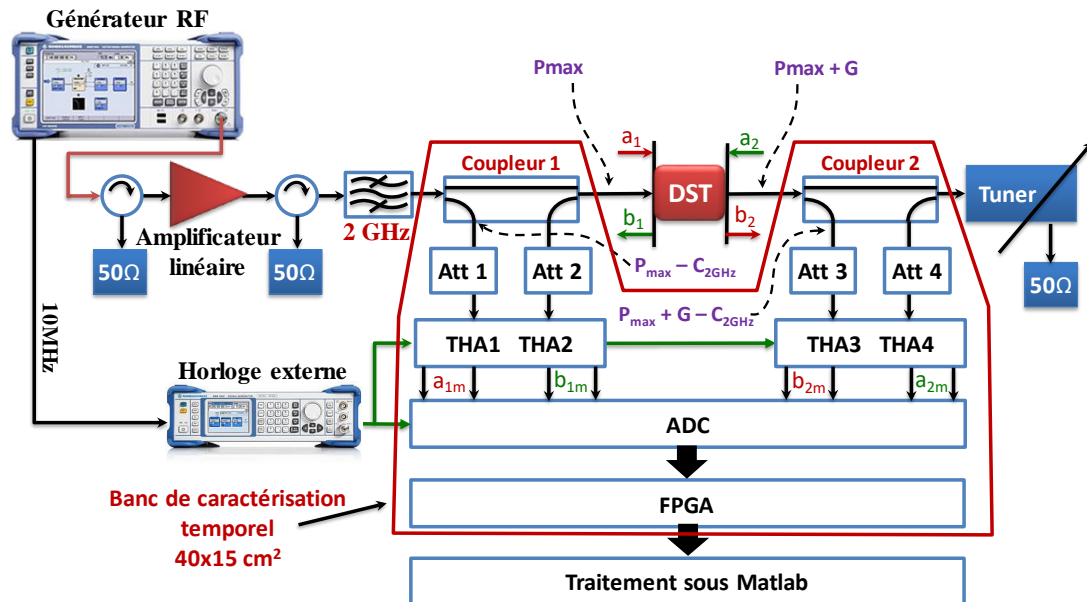 Générateur RF
Pmax
Pmax + G
a1
a2
Coupleur 1
Coupleur 2
DST
Tuner
b1
b2
2 GHz
Amplificateur
linéaire
50Ω
50Ω
50Ω
Att 1
Att 2
Pmax – C2GHz
Att 3
Att 4
Pmax + G – C2GHz
10MHz
THA1 THA2
THA3 THA4
Horloge externe
a1m
b1m
b2m
a2m
ADC
Banc de caractérisation
temporel
40x15 cm²
FPGA
Traitement sous Matlab